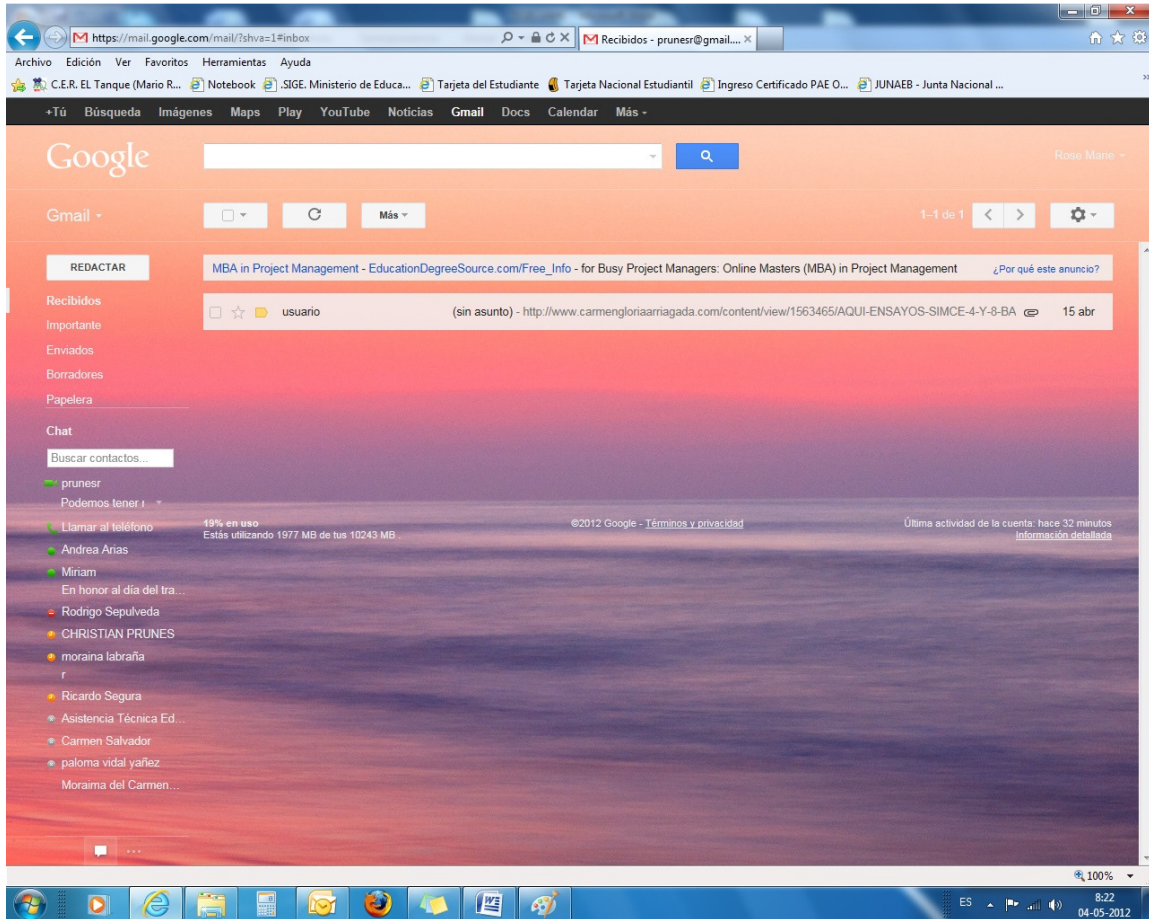 https://mail.google.com/mail/?shva=1#inbox
Recibidos - prunesr@gmail....
Archivo Edición Ver Favoritos Herramientas Ayuda
C.E.R. EL Tanque (Mario R... Notebook .SIGE. Ministerio de Educa... Tarjeta del Estudiante Tarjeta Nacional Estudiantil Ingreso Certificado PAE O... JUNAEB - Junta Nacional ...
+Tú Búsqueda Imágenes Maps Play YouTube Noticias Gmail Docs Calendar Más
Google
Rose Marie
Gmail
Más
1–1 de 1
REDACTAR
MBA in Project Management - EducationDegreeSource.com/Free_Info - for Busy Project Managers: Online Masters (MBA) in Project Management ¿Por qué este anuncio?
Recibidos
usuario (sin asunto) - http://www.carmengloriaarriagada.com/content/view/1563465/AQUI-ENSAYOS-SIMCE-4-Y-8-BA 15 abr
Importante
Enviados
Borradores
Papelera
Chat
Buscar contactos...
prunesr
Podemos tener
Llamar al teléfono
Andrea Arias
Miriam
En honor al día del tra...
Rodrigo Sepulveda
CHRISTIAN PRUNES
moraina labraña
r
Ricardo Segura
Asistencia Técnica Ed...
Carmen Salvador
paloma vidal yañez
Moraima del Carmen...
19% en uso
Estás utilizando 1977 MB de tus 10243 MB
©2012 Google - Términos y privacidad
Última actividad de la cuenta: hace 32 minutos
Información detallada
100%
ES
8:22
04-05-2012